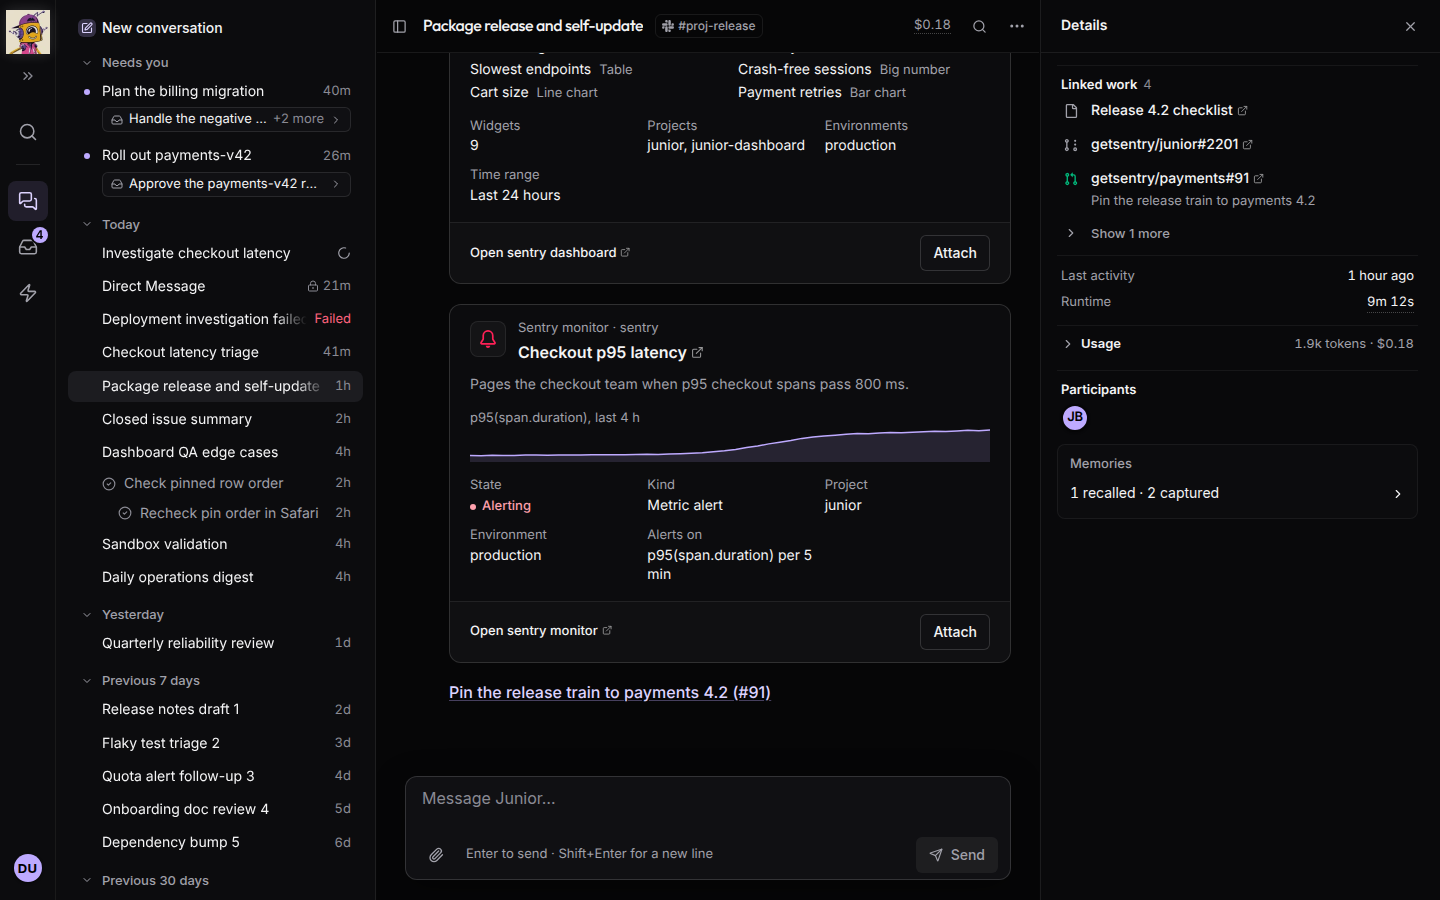 New conversation
Needs you
Plan the billing migration 40m
Handle the negative ... +2 more
Roll out payments-v42 26m
Approve the payments-v42 r...
Today
Investigate checkout latency
Direct Message 21m
Deployment investigation failed Failed
Checkout latency triage 41m
Package release and self-update 1h
Closed issue summary 2h
Dashboard QA edge cases 4h
Check pinned row order 2h
Recheck pin order in Safari 2h
Sandbox validation 4h
Daily operations digest 4h
Yesterday
Quarterly reliability review 1d
Previous 7 days
Release notes draft 1 2d
Flaky test triage 2 3d
Quota alert follow-up 3 4d
Onboarding doc review 4 5d
Dependency bump 5 6d
Previous 30 days
4
DU
Package release and self-update #proj-release $0.18
Slowest endpoints Table Crash-free sessions Big number
Cart size Line chart Payment retries Bar chart
Widgets Projects Environments
9 junior, junior-dashboard production
Time range
Last 24 hours
Open sentry dashboard Attach
Sentry monitor · sentry
Checkout p95 latency
Pages the checkout team when p95 checkout spans pass 800 ms.
p95(span.duration), last 4 h
State Kind Project
Alerting Metric alert junior
Environment Alerts on
production p95(span.duration) per 5
min
Open sentry monitor Attach
Pin the release train to payments 4.2 (#91)
Message Junior...
Enter to send · Shift+Enter for a new line Send
Details
Linked work 4
Release 4.2 checklist
getsentry/junior#2201
getsentry/payments#91
Pin the release train to payments 4.2
Show 1 more
Last activity 1 hour ago
Runtime 9m 12s
Usage 1.9k tokens · $0.18
Participants
JB
Memories
1 recalled · 2 captured